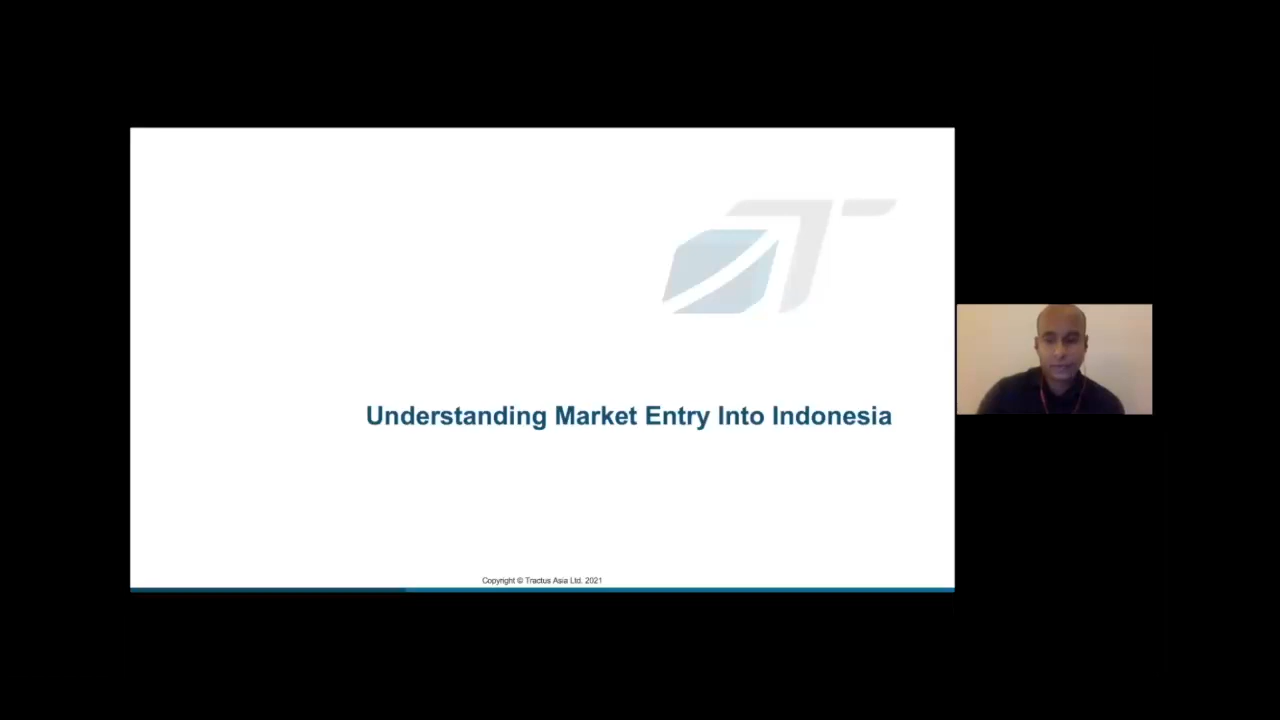 Understanding Market Entry Into Indonesia
Copyright © Tractus Asia Ltd. 2021